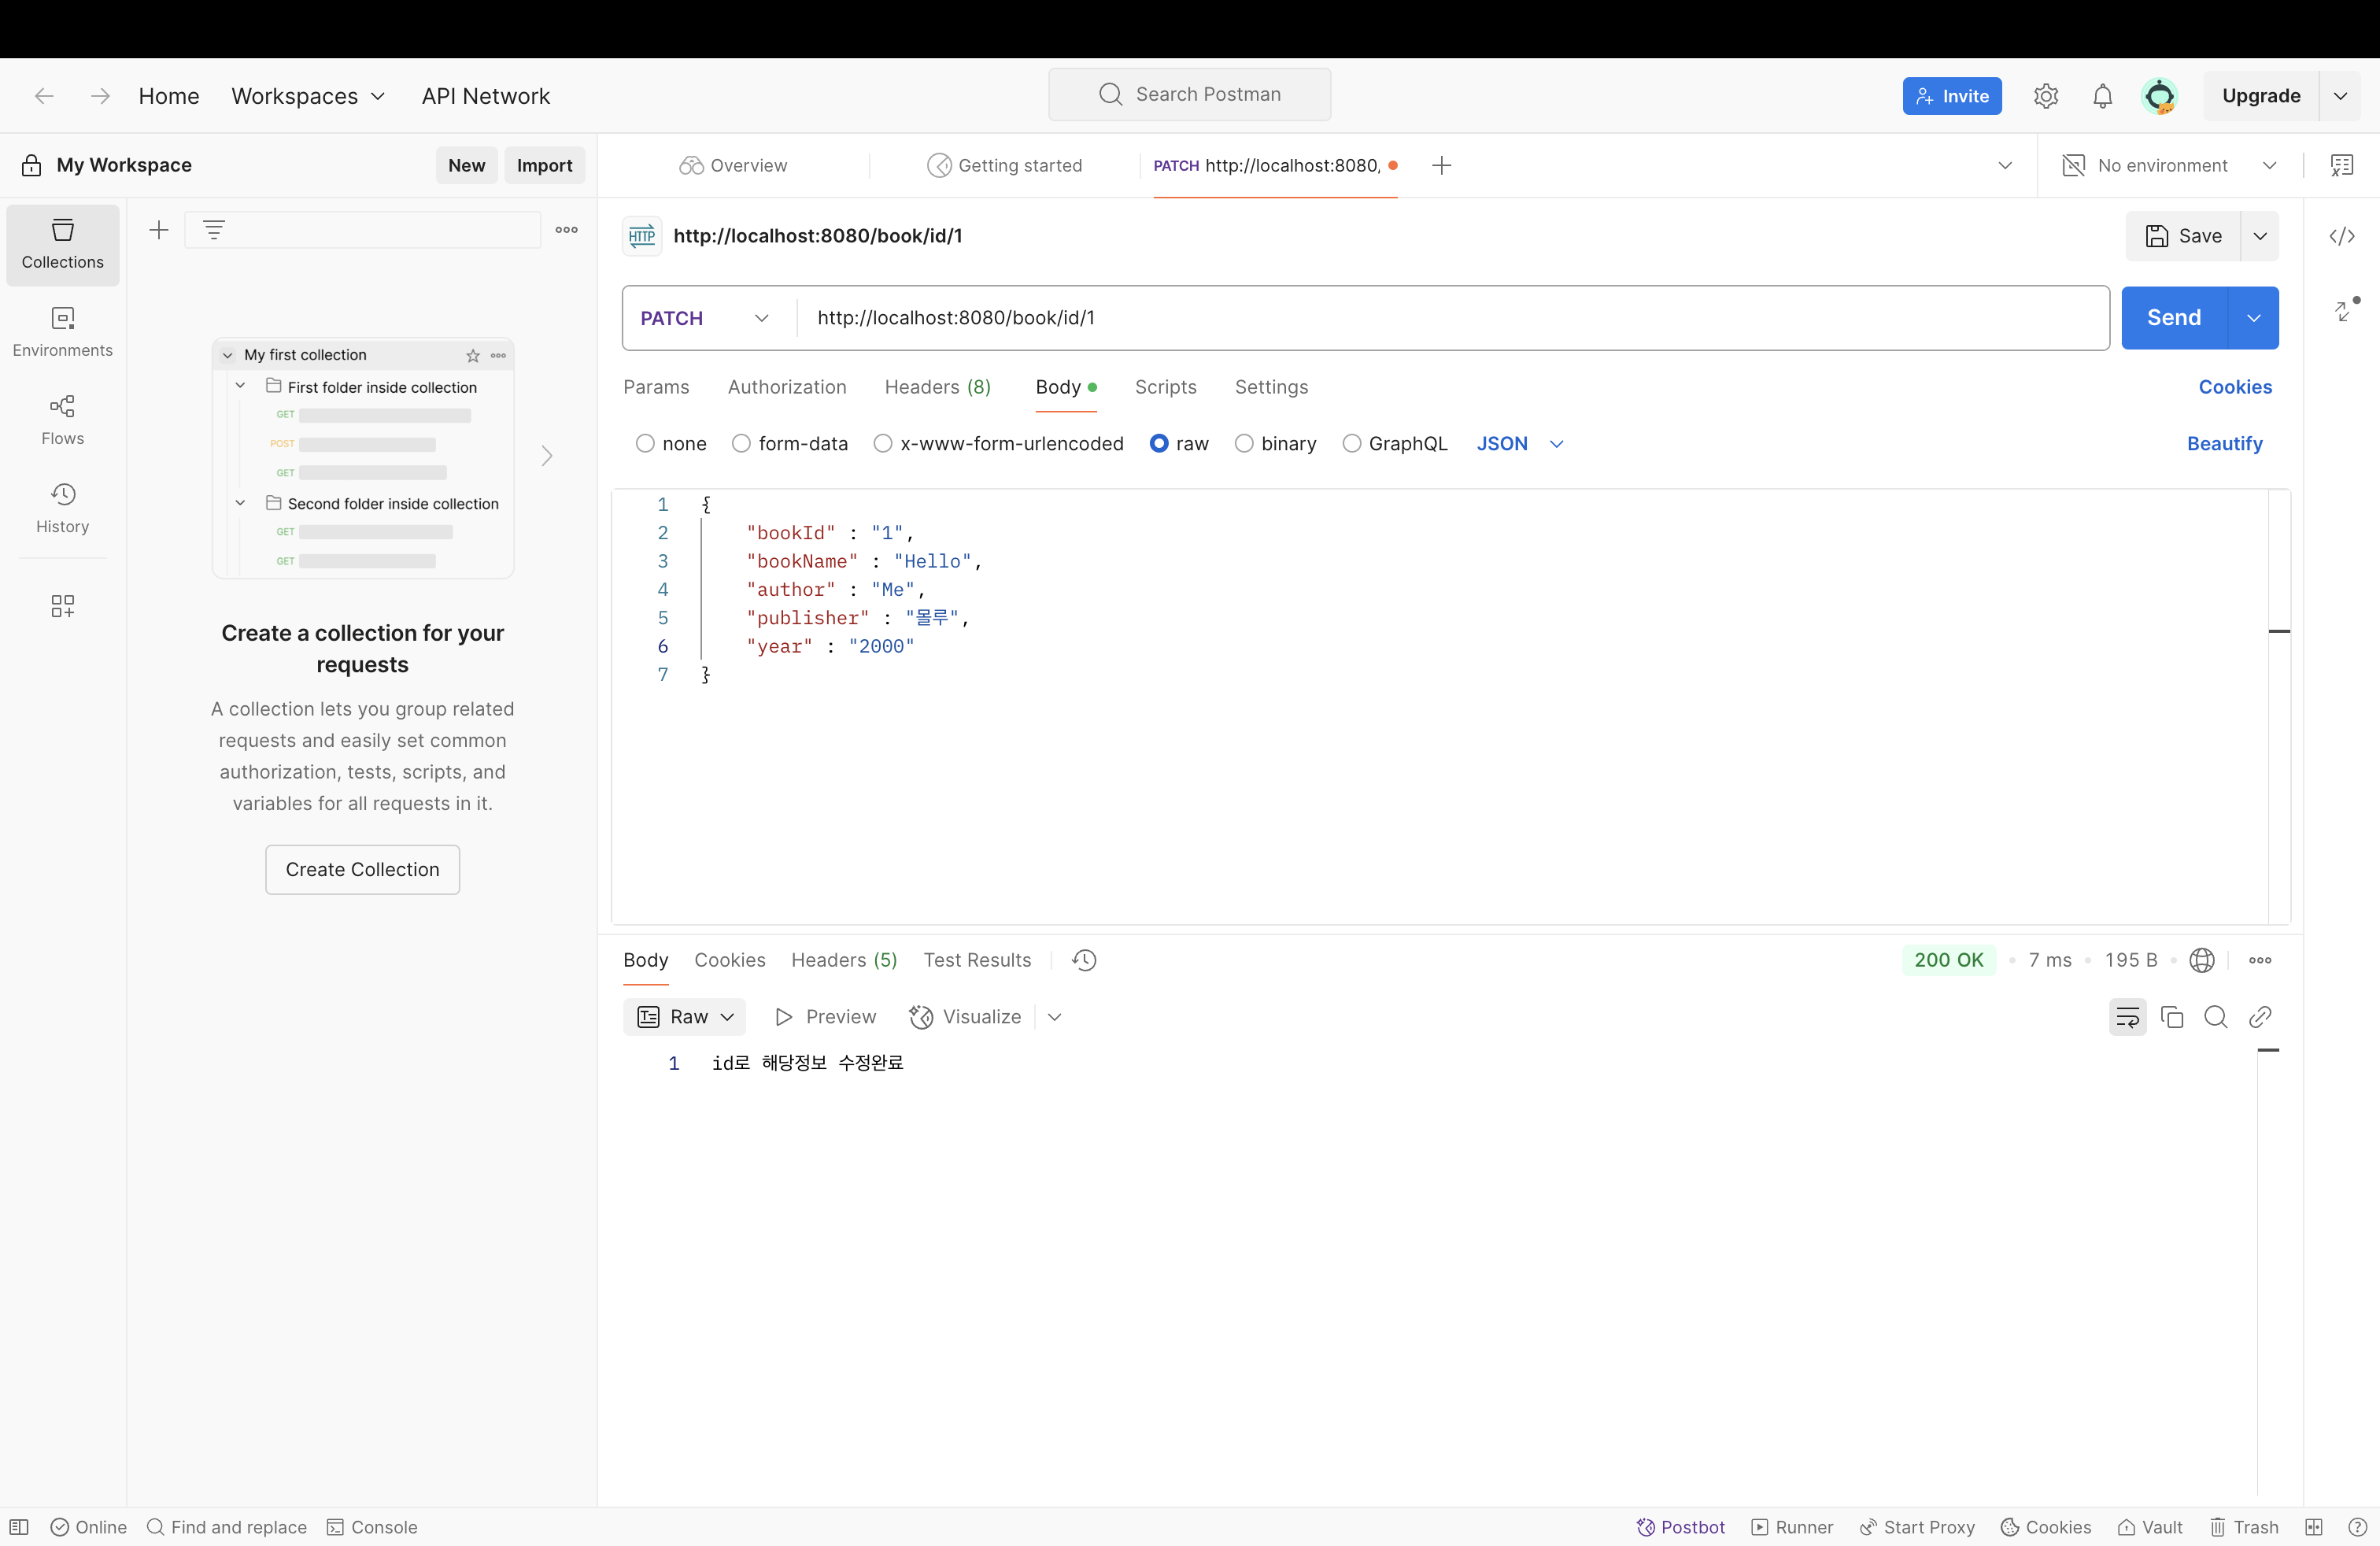 Home Workspaces API Network Search Postman Invite Upgrade
My Workspace New Import Overview Getting started PATCH http://localhost:8080, No environment
Collections
Environments
Flows
History
My first collection
First folder inside collection
GET
POST
GET
Second folder inside collection
GET
GET
Create a collection for your
requests
A collection lets you group related
requests and easily set common
authorization, tests, scripts, and
variables for all requests in it.
Create Collection
HTTP http://localhost:8080/book/id/1 Save
PATCH http://localhost:8080/book/id/1 Send
Params Authorization Headers (8) Body Scripts Settings Cookies
none form-data x-www-form-urlencoded raw binary GraphQL JSON Beautify
1 {
2 "bookId" : "1",
3 "bookName" : "Hello",
4 "author" : "Me",
5 "publisher" : "몰루",
6 "year" : "2000"
7 }
Body Cookies Headers (5) Test Results 200 OK • 7 ms • 195 B •
Raw Preview Visualize
1 id로 해당정보 수정완료
Online Find and replace Console Postbot Runner Start Proxy Cookies Vault Trash